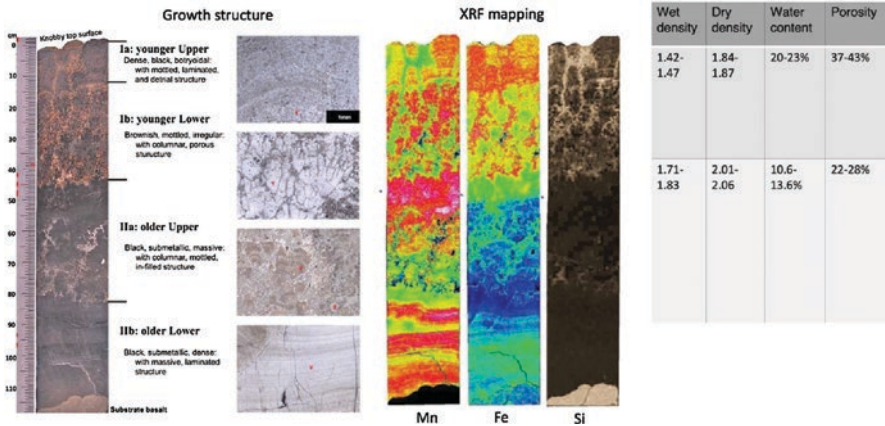 Growth structure
XRF mapping
cm
Knobby top surface
0
10
20
30
40
50
60
70
80
90
100
110
Ia: younger Upper
Dense, black, botryoidal:
with mottled, laminated,
and detrial structure
Ib: younger Lower
Brownish, mottled, irregular:
with columnar, porous
stunucture
IIa: older Upper
Black, submetallic, massive:
with columnar, mottled,
in-filled structure
IIb: older Lower
Black, submetallic, dense:
with massive, laminated
structure
Substrate basalt
Mn
Fe
Si
Wet density
Dry density
Water content
Porosity
1.42-1.47
1.84-1.87
20-23%
37-43%
1.71-1.83
2.01-2.06
10.6-13.6%
22-28%